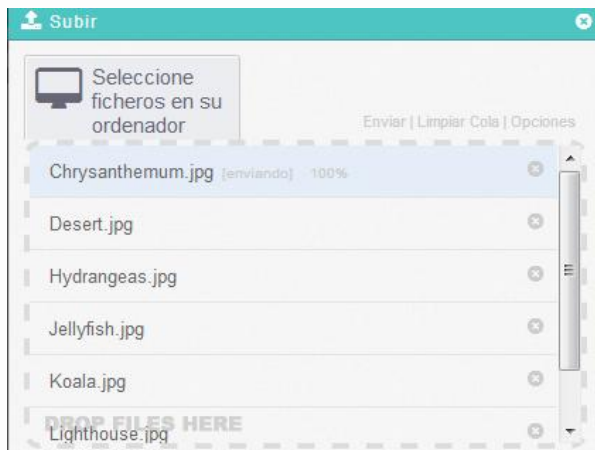 Subir
Seleccione
ficheros en su
ordenador
Enviar | Limpiar Cola | Opciones
Chrysanthemum.jpg [enviando] - 100%
Desert.jpg
Hydrangeas.jpg
Jellyfish.jpg
Koala.jpg
DROP FILES HERE
Lighthouse.jpg